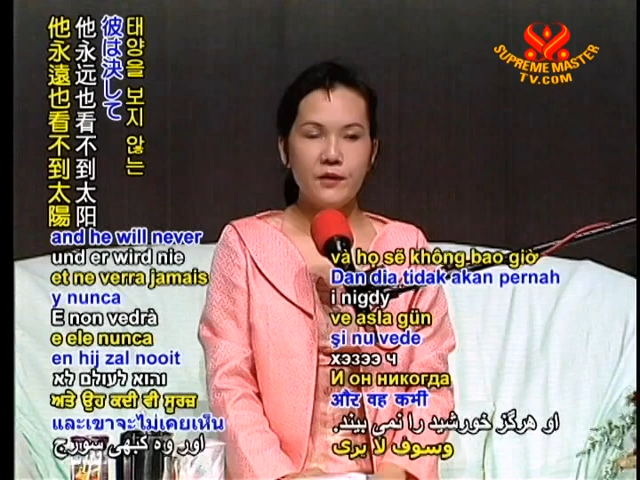 SUPREME MASTER
TV.COM
태양을 보지 않는
彼は決して
他永远也看不到太阳
他永遠也看不到太陽
and he will never
und er wird nie
et ne verra jamais
y nunca
E non vedrà
e ele nunca
en hij zal nooit
והוא לעולם לא
ਅਤੇ ਉਹ ਕਦੀ ਵੀ ਸੂਰਜ਼
และเขาจะไม่เคยเห็น
اور وہ کبھی سورج
và họ sẽ không bao giờ
Dan dia tidak akan pernah
i nigdy
ve asla gün
şi nu vede
хэзээ ч
И он никогда
और वह कभी
او هرگز خورشید را نمی بیند.
وسوف لا يرى